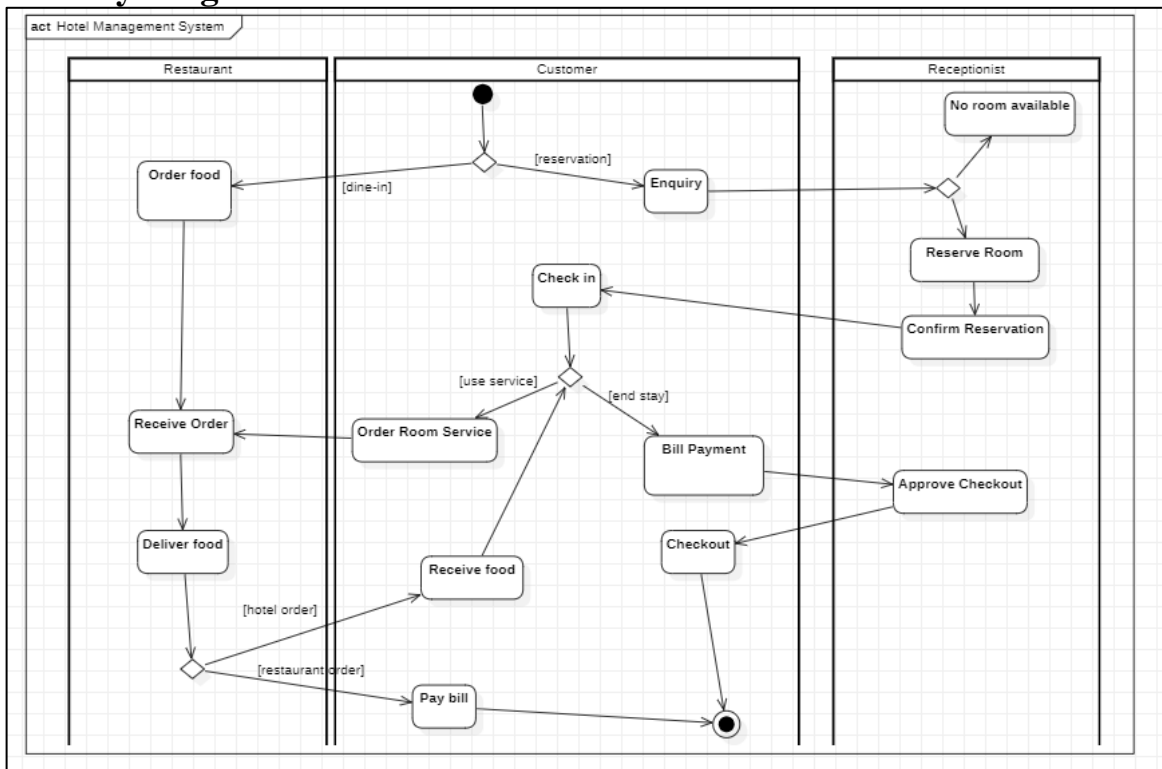 act Hotel Management System
Restaurant
Customer
Receptionist
No room available
[reservation]
Order food
[dine-in]
Enquiry
Reserve Room
Check in
Confirm Reservation
[use service]
[end stay]
Receive Order
Order Room Service
Bill Payment
Approve Checkout
Deliver food
Checkout
Receive food
[hotel order]
[restaurant order]
Pay bill